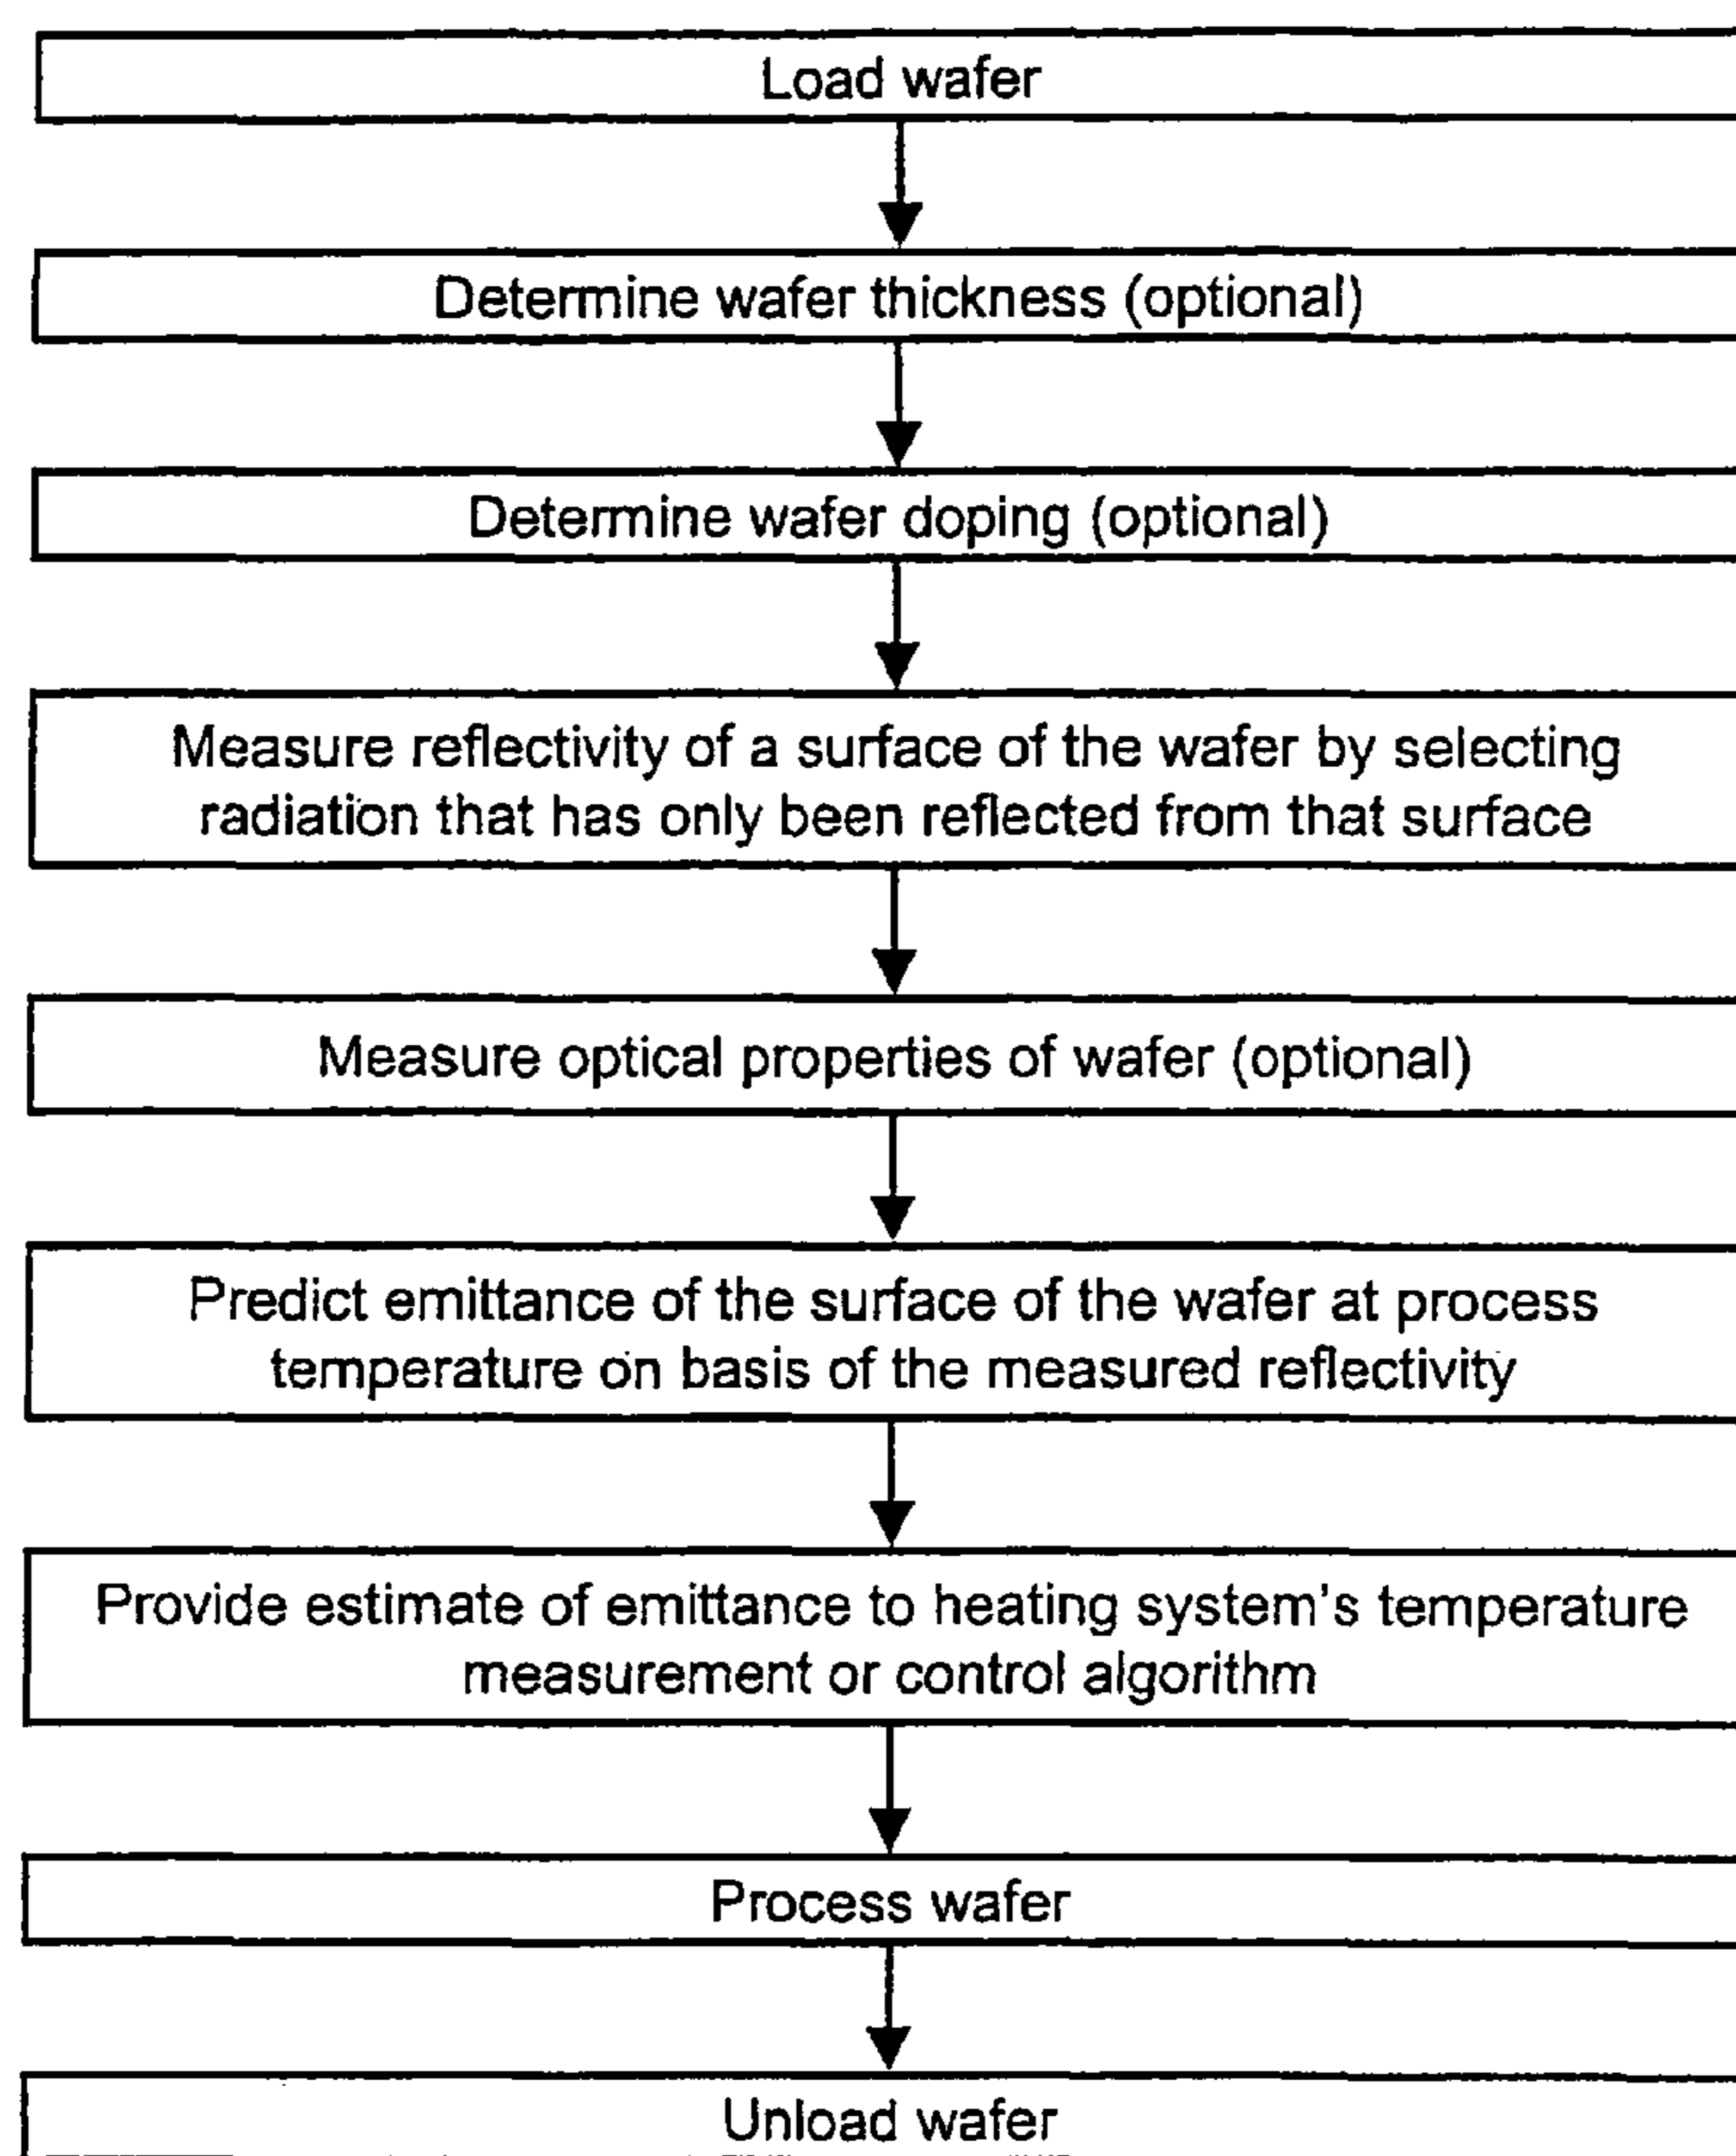 Load wafer
Determine wafer thickness (optional)
Determine wafer doping (optional)
Measure reflectivity of a surface of the wafer by selecting
radiation that has only been reflected from that surface
Measure optical properties of wafer (optional)
Predict emittance of the surface of the wafer at process
temperature on basis of the measured reflectivity
Provide estimate of emittance to heating system's temperature
measurement or control algorithm
Process wafer
Unload wafer